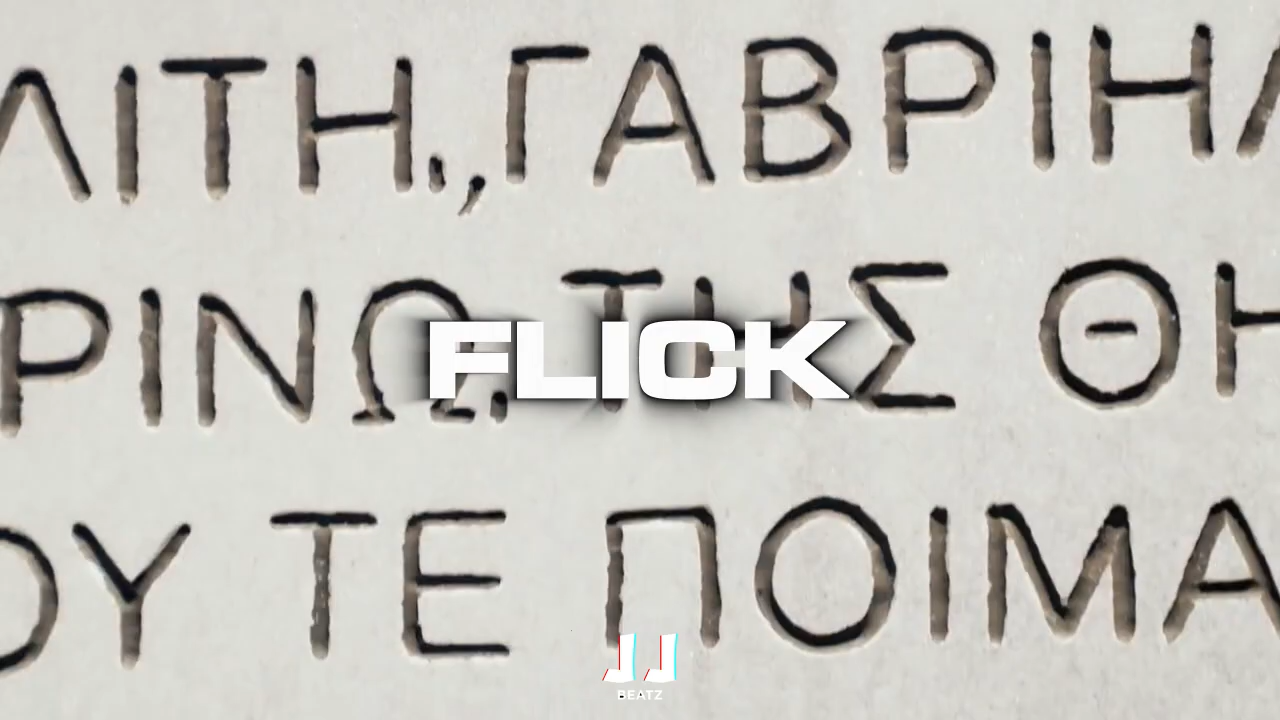 ΛΙΤΗ., ΓΑΒΡΙΗΛ
ΡΙΝΩ. ΤΗΣ ΘΗ
FLICK
ΟΥ ΤΕ ΠΟΙΜΑ
JJ
BEATZ